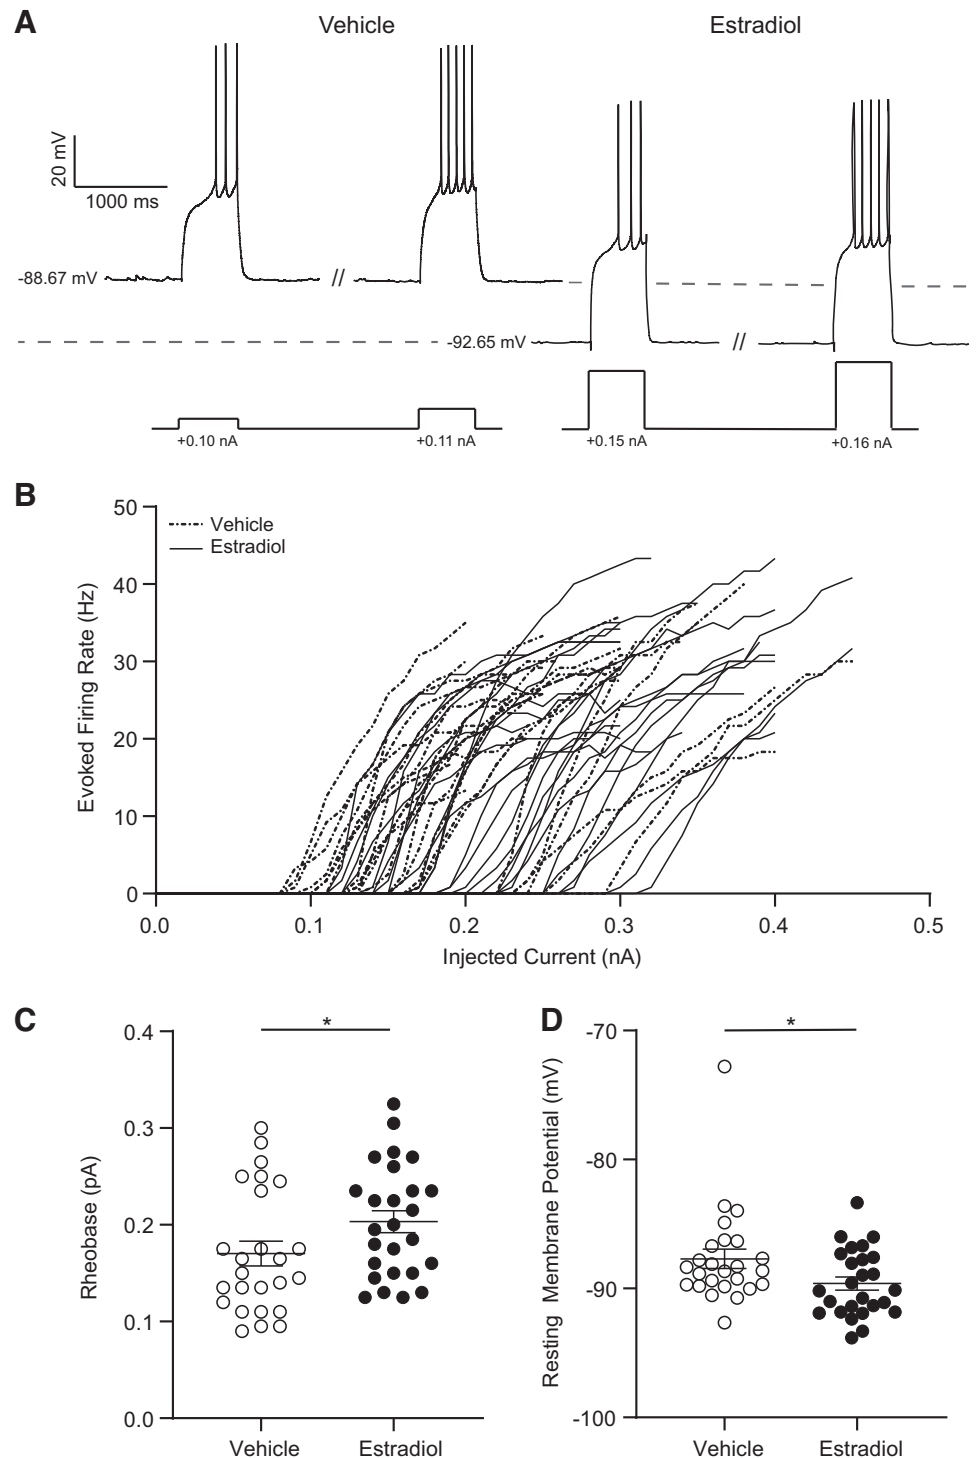 A
Vehicle
Estradiol
20 mV
1000 ms
-88.67 mV
//
-92.65 mV
//
+0.10 nA
+0.11 nA
+0.15 nA
+0.16 nA
B
Vehicle
Estradiol
Evoked Firing Rate (Hz)
50
40
30
20
10
0
0.0
0.1
0.2
0.3
0.4
0.5
Injected Current (nA)
C
*
Rheobase (pA)
0.4
0.3
0.2
0.1
0.0
Vehicle
Estradiol
D
*
Resting Membrane Potential (mV)
-70
-80
-90
-100
Vehicle
Estradiol